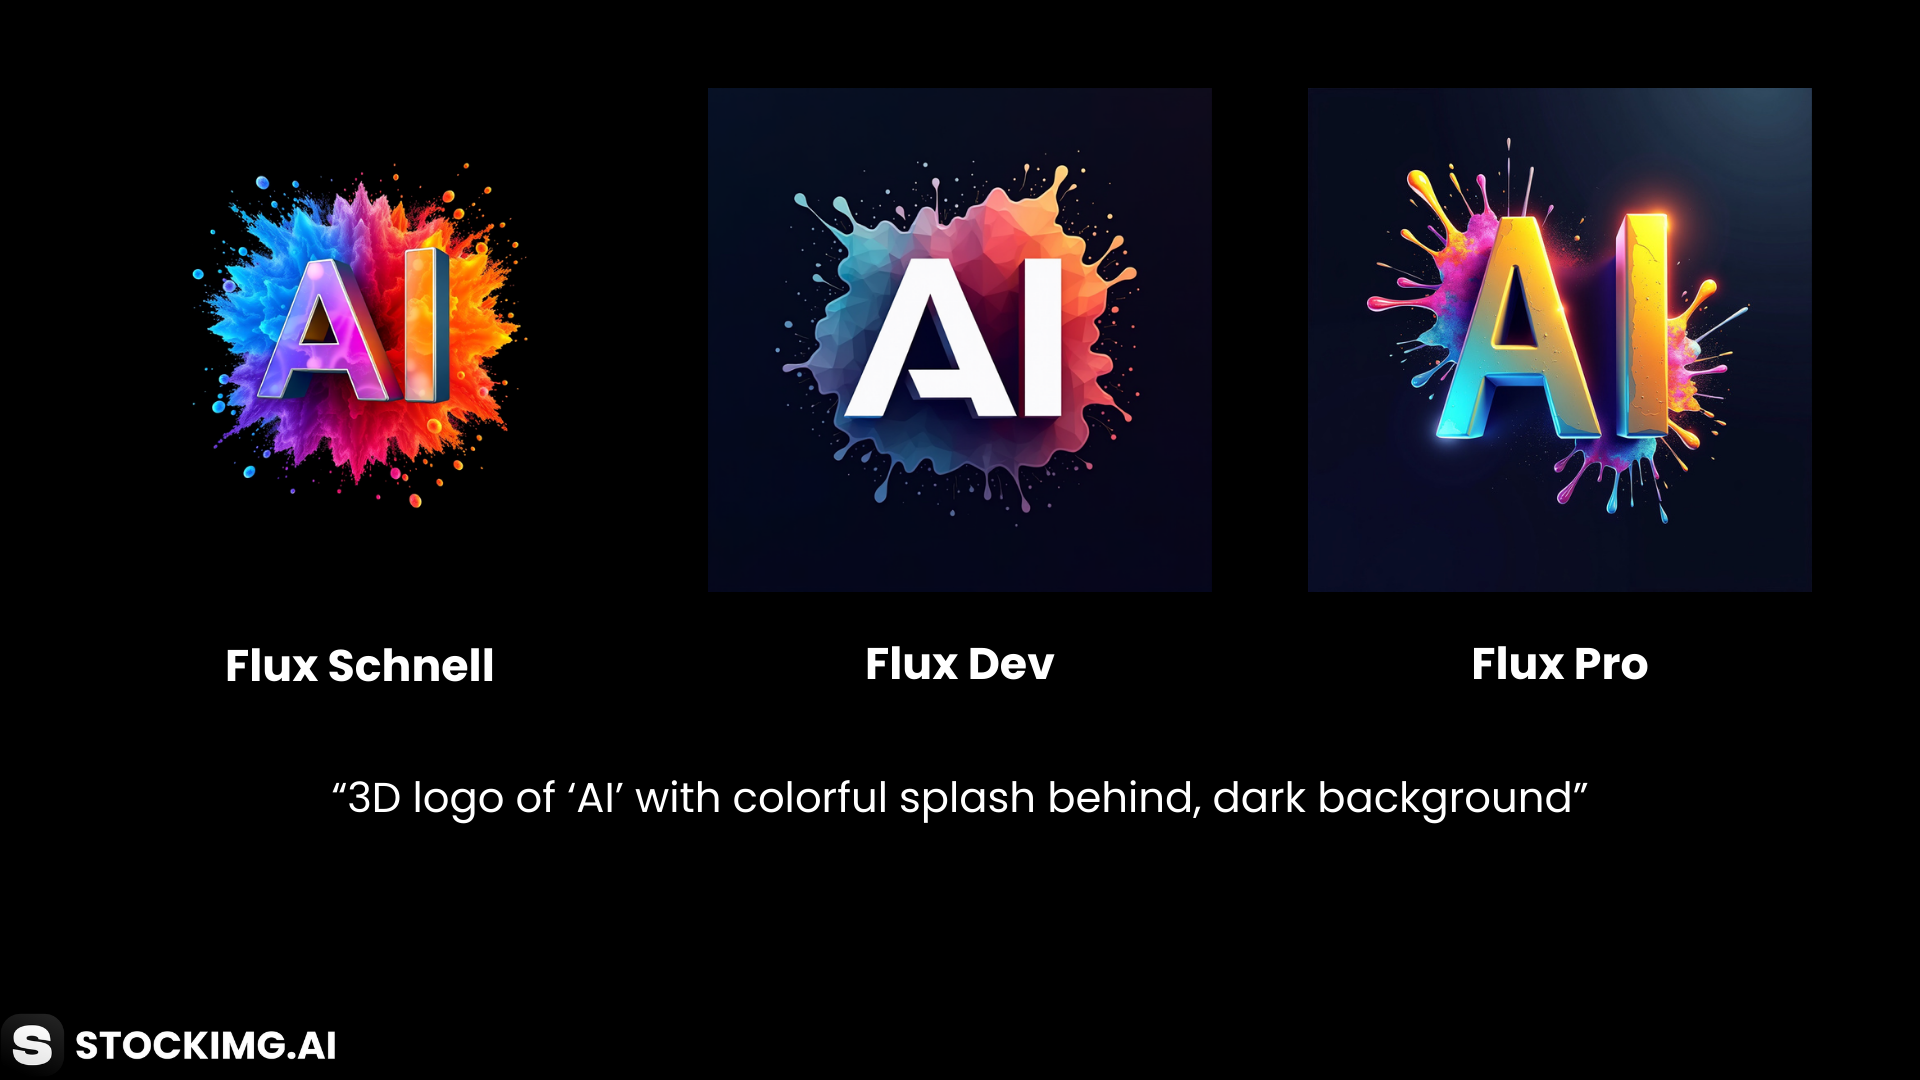 AI
AI
AI
Flux Schnell
Flux Dev
Flux Pro
“3D logo of ‘AI’ with colorful splash behind, dark background”
S STOCKIMG.AI